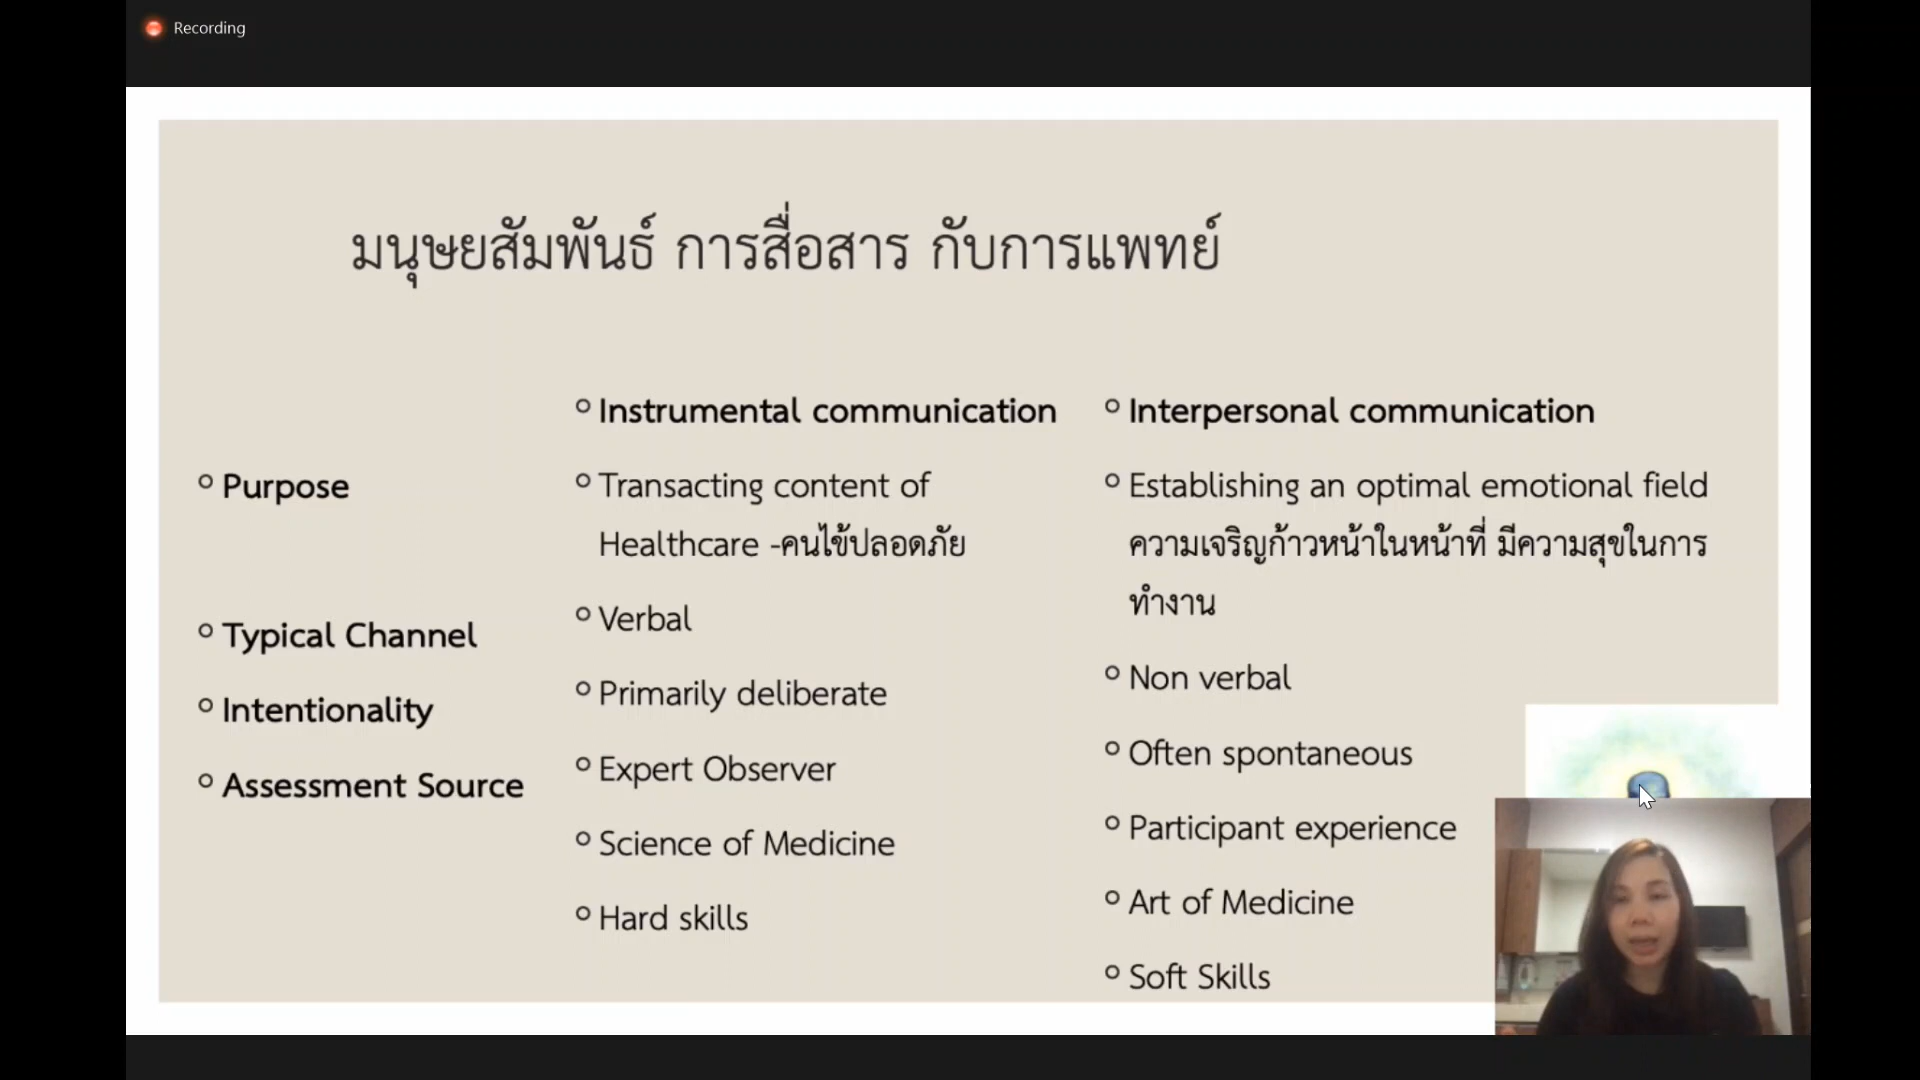 Recording
มนุษยสัมพันธ์ การสื่อสาร กับการแพทย์
Purpose
Typical Channel
Intentionality
Assessment Source
Instrumental communication
Transacting content of
Healthcare -คนไข้ปลอดภัย
Verbal
Primarily deliberate
Expert Observer
Science of Medicine
Hard skills
Interpersonal communication
Establishing an optimal emotional field
ความเจริญก้าวหน้าในหน้าที่ มีความสุขในการ
ทำงาน
Non verbal
Often spontaneous
Participant experience
Art of Medicine
Soft Skills